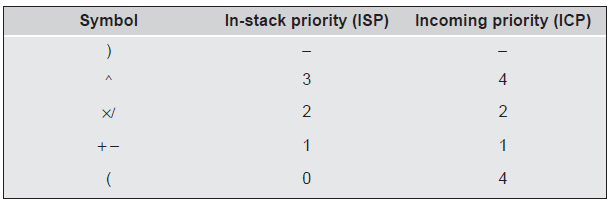 Symbol In-stack priority (ISP) Incoming priority (ICP)
) – –
^ 3 4
×/ 2 2
+– 1 1
( 0 4